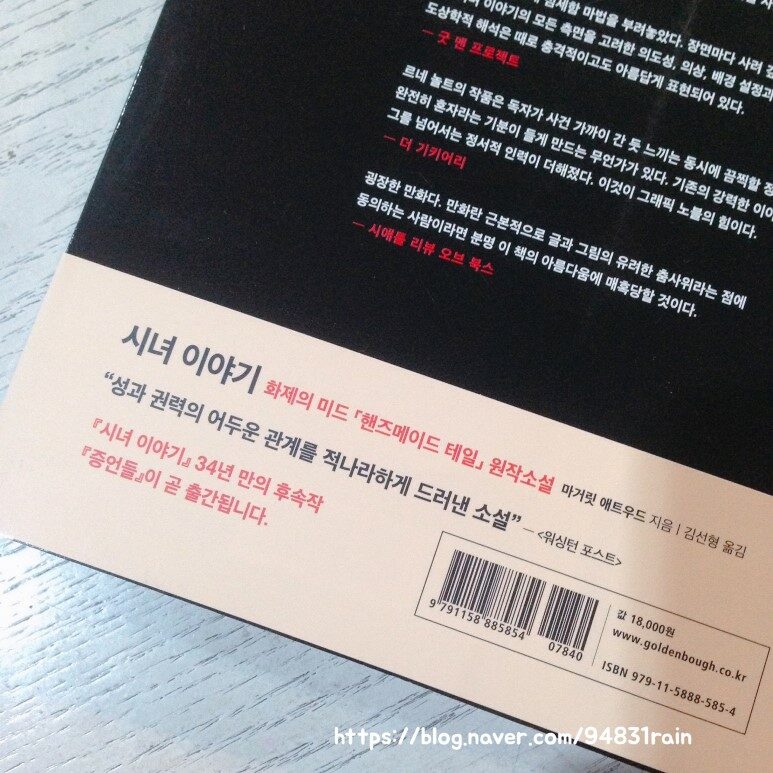 마법을 부려놓았다. 장면마다
이야기의 모든 측면을 고려한 의도성, 의상, 배경 설정과
도상학적 해석은 때로 충격적이고도 아름답게 표현되어 있다.
— 굿 맨 프로젝트
르네 놀트의 작품은 독자가 사건 가까이 간 듯 느끼는 동시에 끔찍할
완전히 혼자라는 기분이 들게 만드는 무언가가 있다. 기존의 강력한
그를 넘어서는 정서적 인력이 더해졌다. 이것이 그래픽 노블의 힘이다.
— 더 기키어리
굉장한 만화다. 만화란 근본적으로 글과 그림의 유려한 춤사위라는 점에
동의하는 사람이라면 분명 이 책의 아름다움에 매혹당할 것이다.
— 시애틀 리뷰 오브 북스
시녀 이야기 화제의 미드 「핸즈메이드 테일」 원작소설 마거릿 애트우드 지음 | 김선형 옮김
“성과 권력의 어두운 관계를 적나라하게 드러낸 소설” — <워싱턴 포스트>
『시녀 이야기』 34년 만의 후속작
『증언들』이 곧 출간됩니다.
9 791158 885854
07840
값 18,000원
www.goldenbough.co.kr
ISBN 979-11-5888-585-4
https://blog.naver.com/94831rain